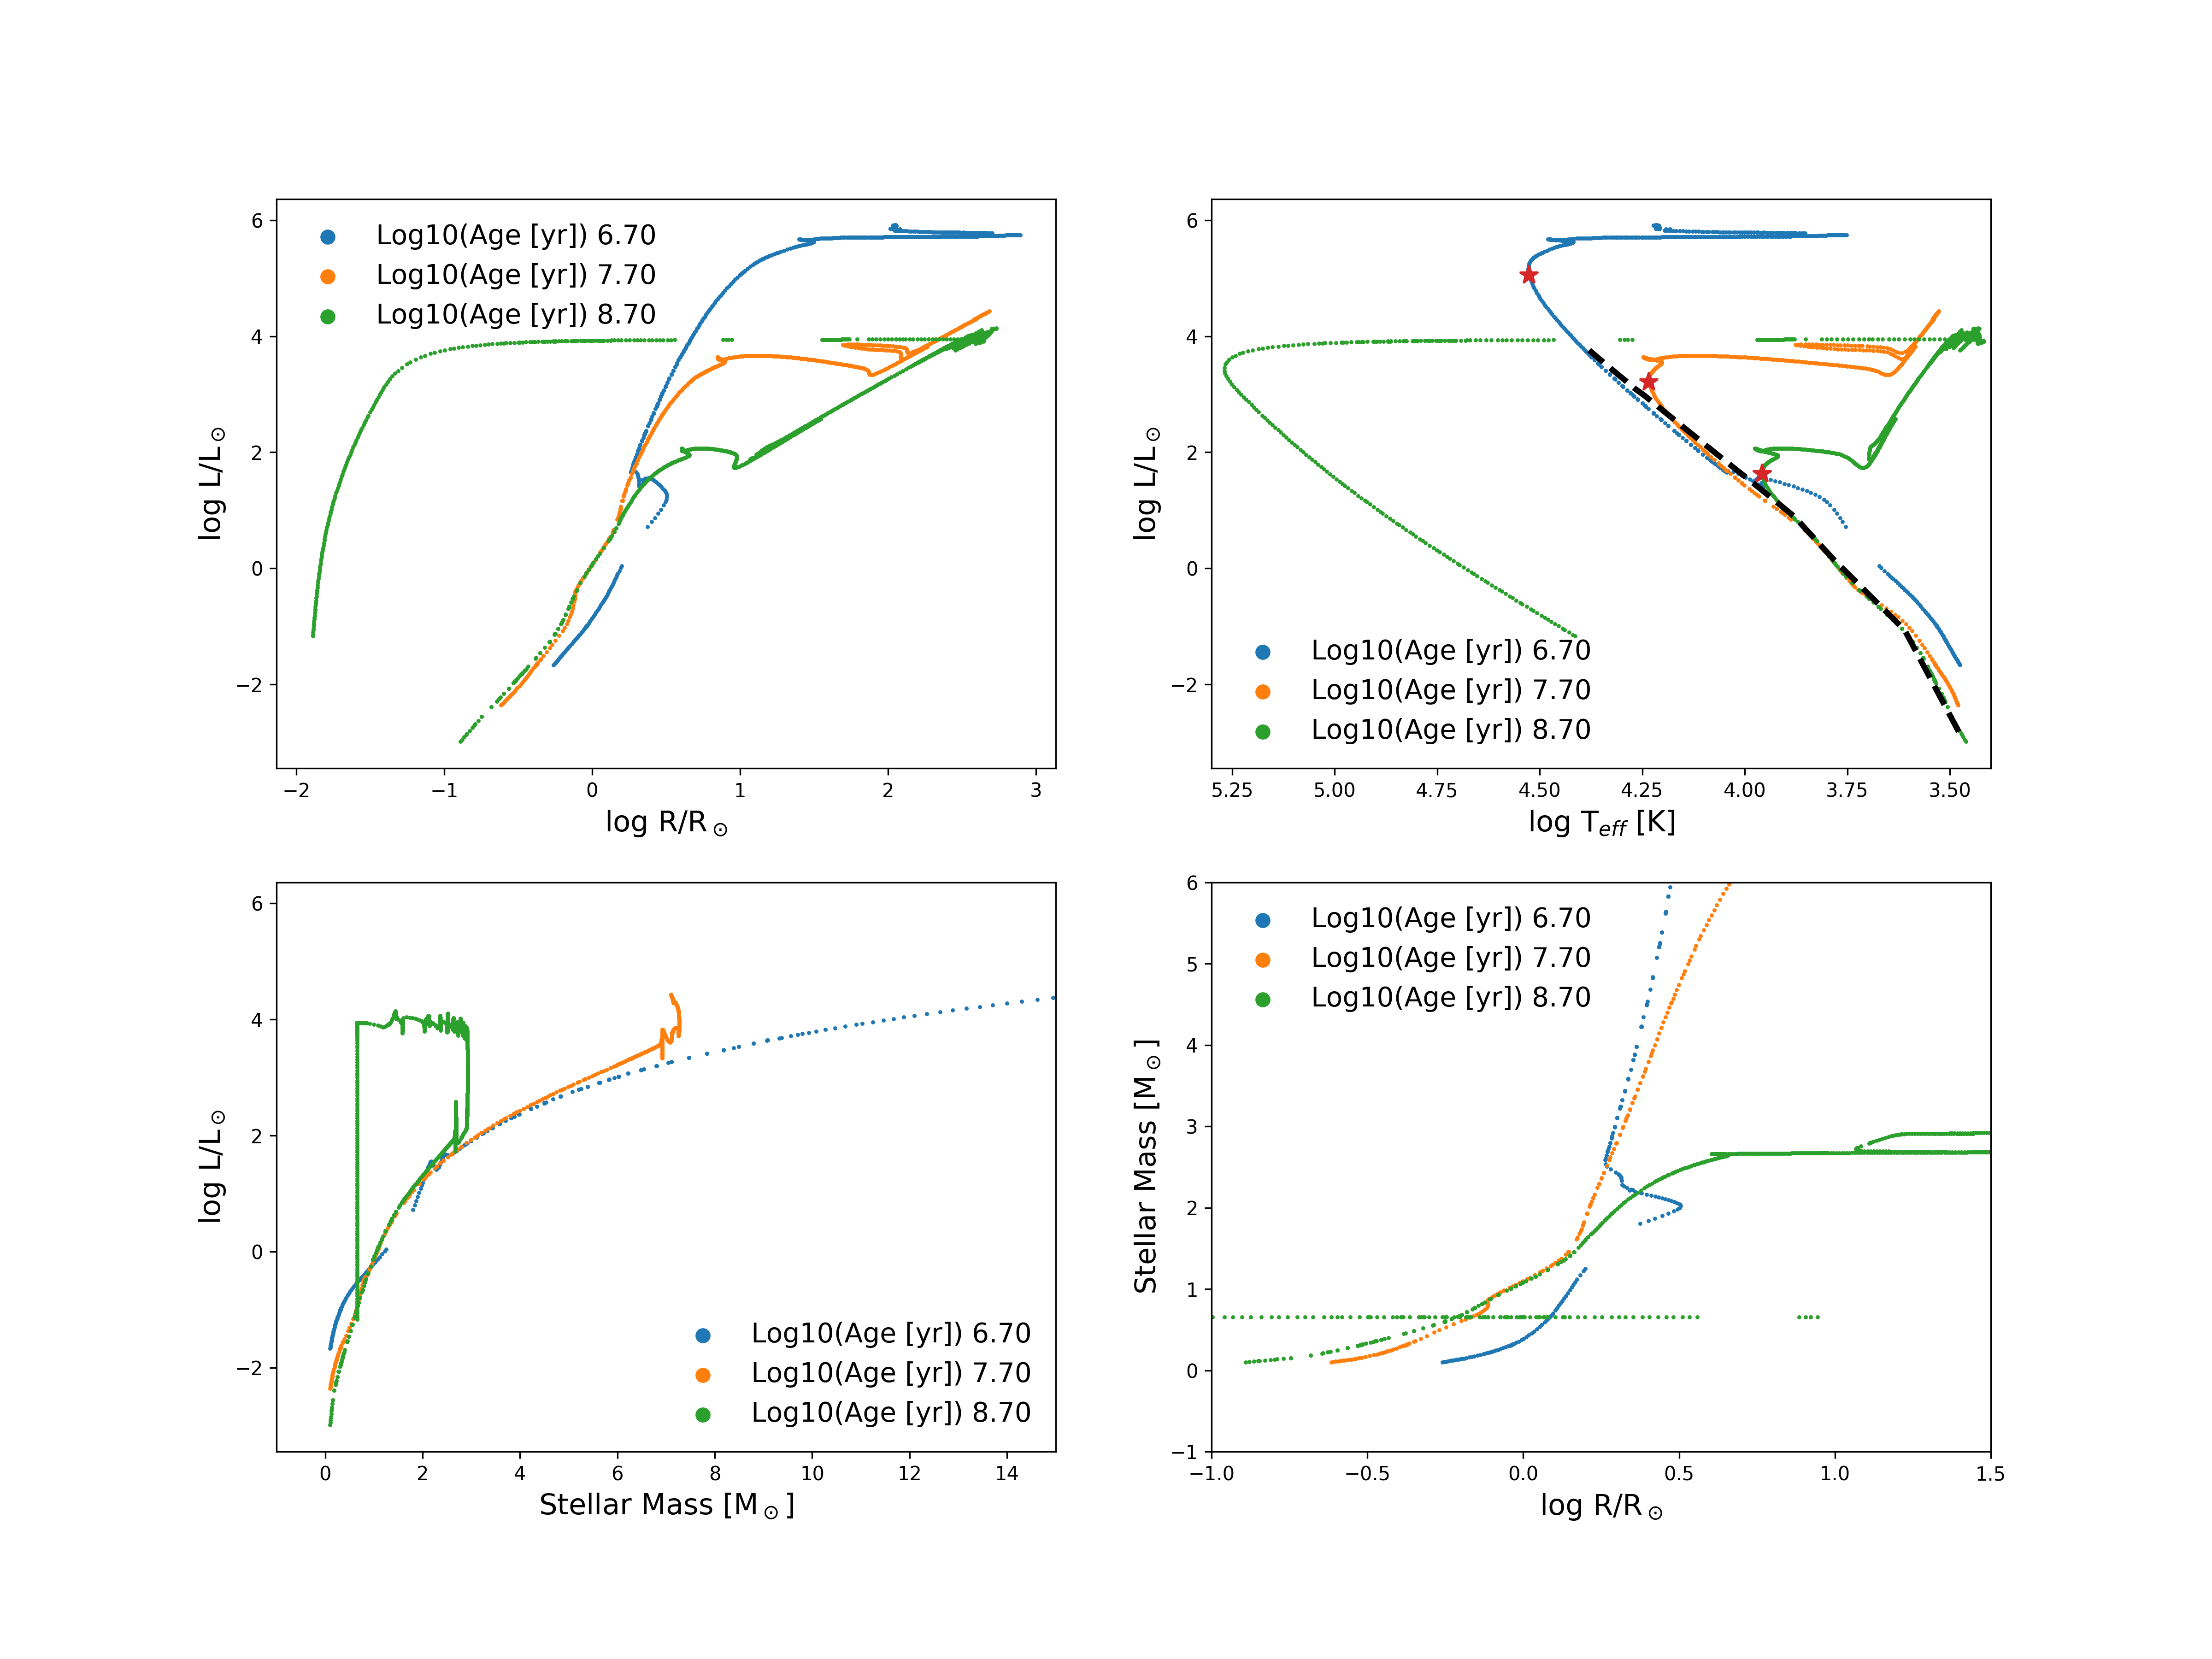 6
4
2
0
−2
log L/L⊙
Log10(Age [yr]) 6.70
Log10(Age [yr]) 7.70
Log10(Age [yr]) 8.70
−2 −1 0 1 2 3
log R/R⊙
6
4
2
0
−2
log L/L⊙
Log10(Age [yr]) 6.70
Log10(Age [yr]) 7.70
Log10(Age [yr]) 8.70
5.25 5.00 4.75 4.50 4.25 4.00 3.75 3.50
log Teff [K]
6
4
2
0
−2
log L/L⊙
Log10(Age [yr]) 6.70
Log10(Age [yr]) 7.70
Log10(Age [yr]) 8.70
0 2 4 6 8 10 12 14
Stellar Mass [M⊙]
6
5
4
3
2
1
0
−1
Stellar Mass [M⊙]
Log10(Age [yr]) 6.70
Log10(Age [yr]) 7.70
Log10(Age [yr]) 8.70
−1.0 −0.5 0.0 0.5 1.0 1.5
log R/R⊙